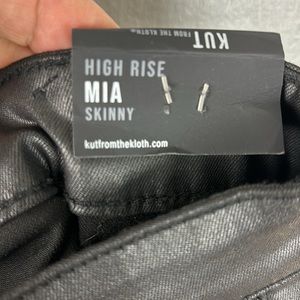 KUT
FROM THE KLOTH®
HIGH RISE
MIA
SKINNY
kutfromthekloth.com